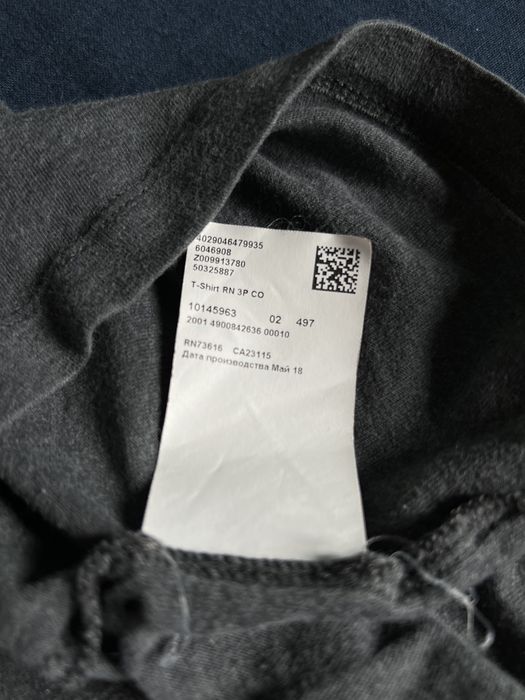 4029046479935
6046908
Z009913780
50325887
T-Shirt RN 3P CO
10145963 02 497
2001 4900842636 00010
RN73616 CA23115
Дата производства Май 18